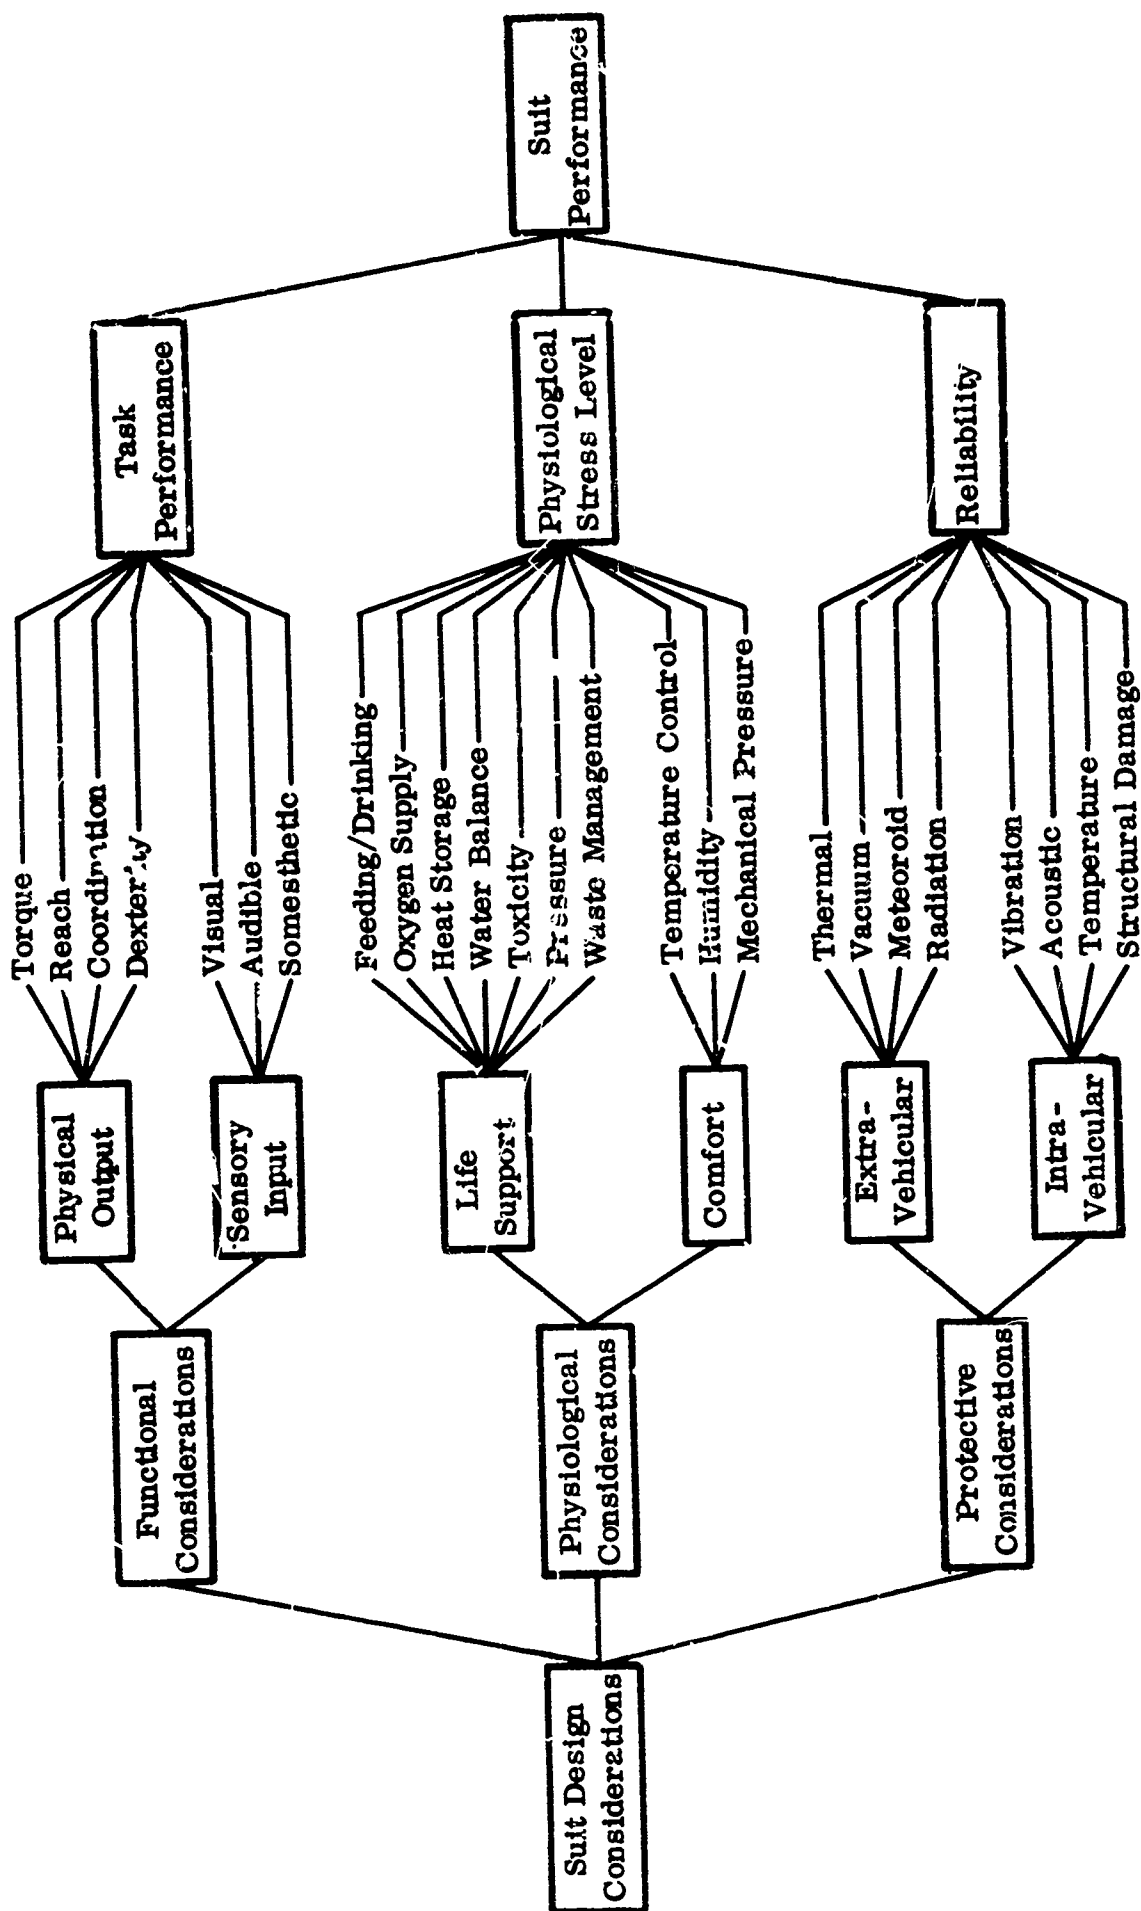 Suit Design
Considerations
Functional
Considerations
Physiological
Considerations
Protective
Considerations
Physical
Output
Sensory
Input
Life
Support
Comfort
Extra-
Vehicular
Intra-
Vehicular
Torque
Reach
Coordination
Dexterity
Visual
Audible
Somesthetic
Feeding/Drinking
Oxygen Supply
Heat Storage
Water Balance
Toxicity
Pressure
Waste Management
Temperature Control
Humidity
Mechanical Pressure
Thermal
Vacuum
Meteoroid
Radiation
Vibration
Acoustic
Temperature
Structural Damage
Task
Performance
Physiological
Stress Level
Reliability
Suit
Performance